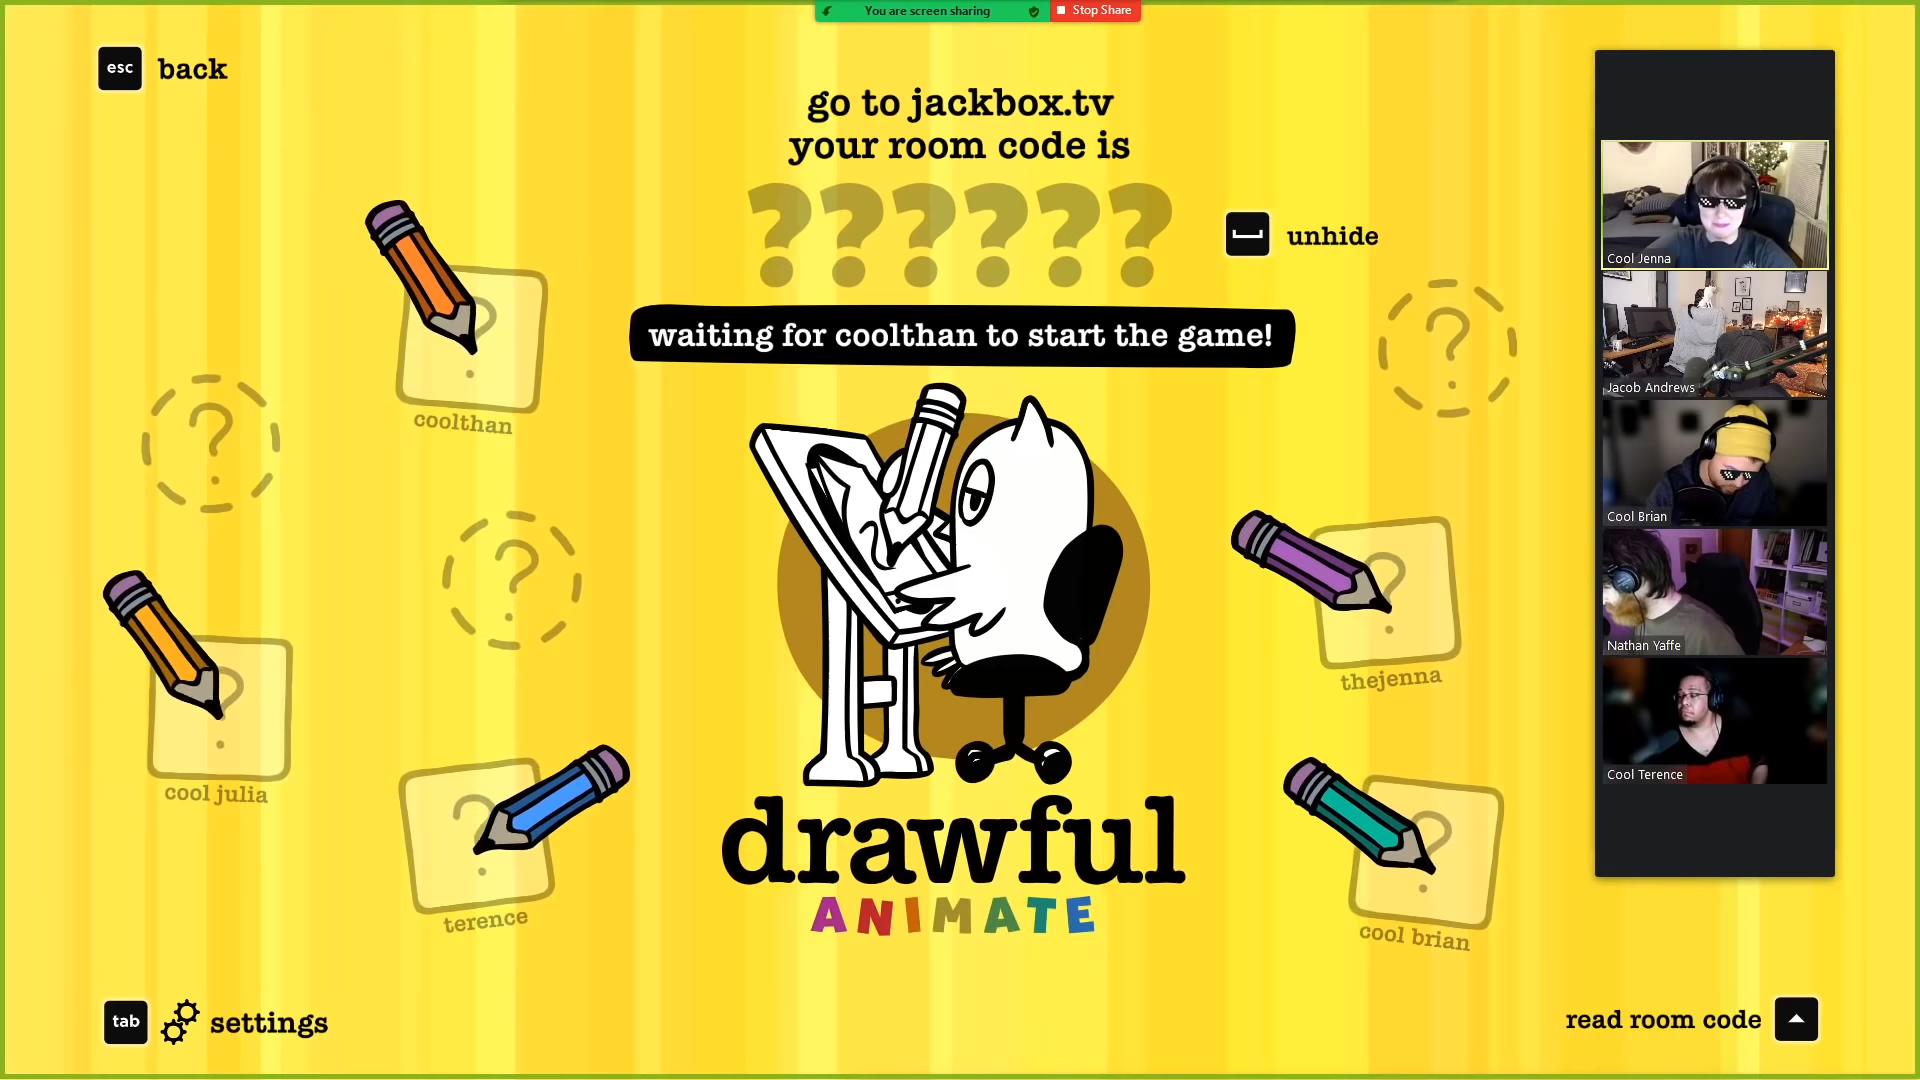 You are screen sharing
Stop Share
esc back
go to jackbox.tv
your room code is
??????
unhide
waiting for coolthan to start the game!
coolthan
cool julia
terence
thejenna
cool brian
drawful
ANIMATE
tab settings
read room code
Cool Jenna
Jacob Andrews
Cool Brian
Nathan Yaffe
Cool Terence